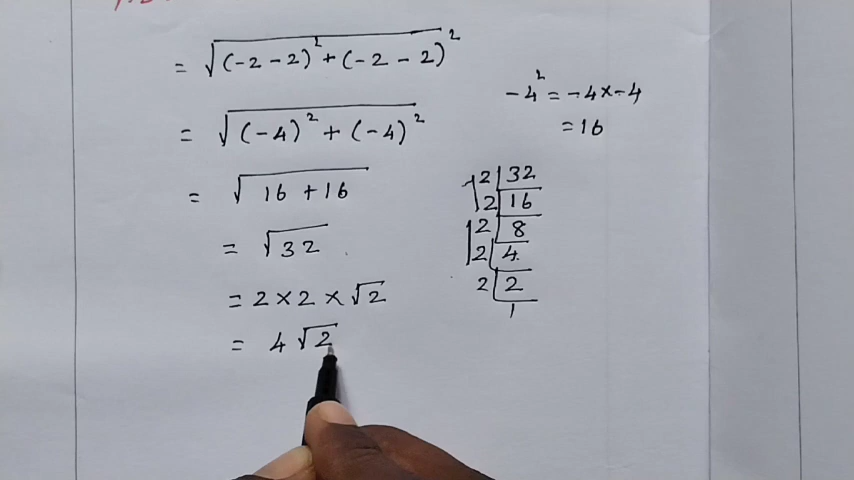 = √(-2-2)² + (-2-2)²
= √(-4)² + (-4)²
= √16 + 16
= √32
= 2 × 2 × √2
= 4 √2
-4² = -4 × -4
= 16
2 | 32
2 | 16
2 | 8
2 | 4
2 | 2
1